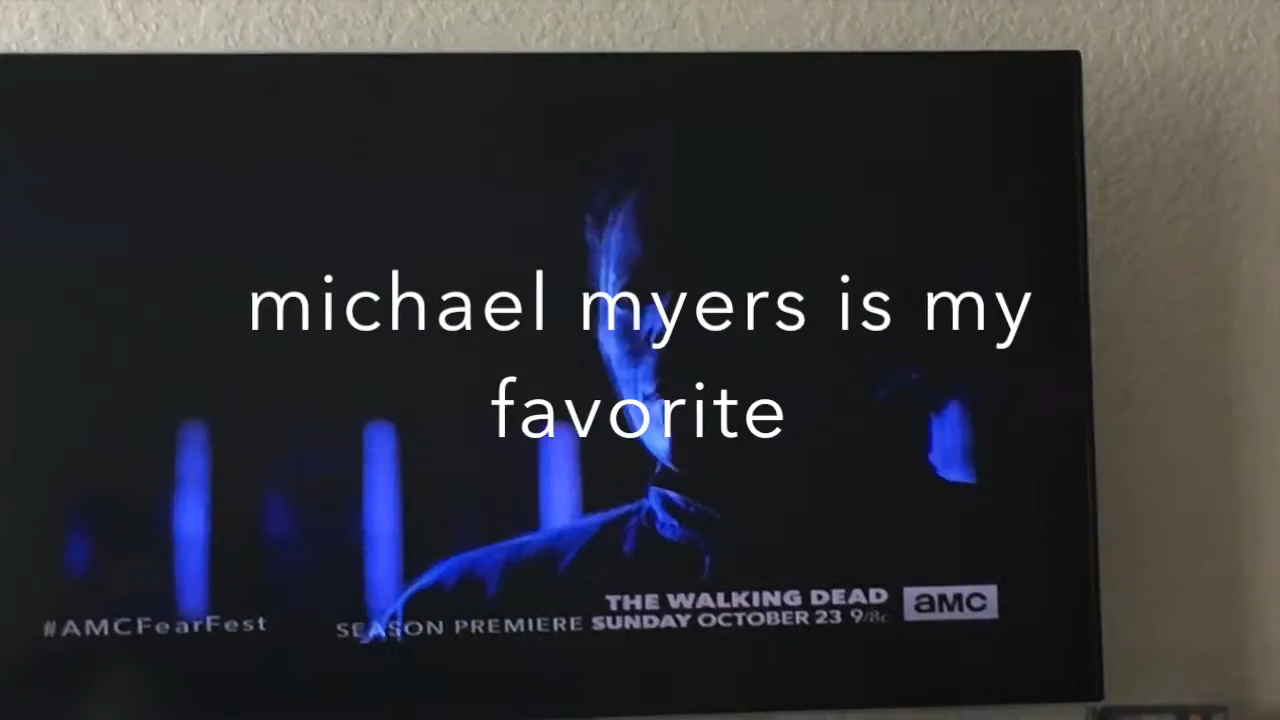 michael myers is my
favorite
THE WALKING DEAD
#AMCFearFest
SEASON PREMIERE SUNDAY OCTOBER 23 9/8c
aMC